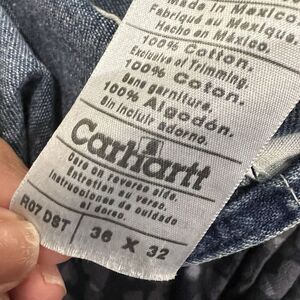 Made in Mexico
Fabriqué au Mexique
Hecho en México.
100% Cotton.
Exclusive of Trimming.
100% Coton.
Sans garniture.
100% Algodón.
Sin Incluir Adorno.
Carhartt
Care on reverse side.
Entretien au verso.
Instrucciones de cuidado
al dorso.
R07 DST
36 X 32